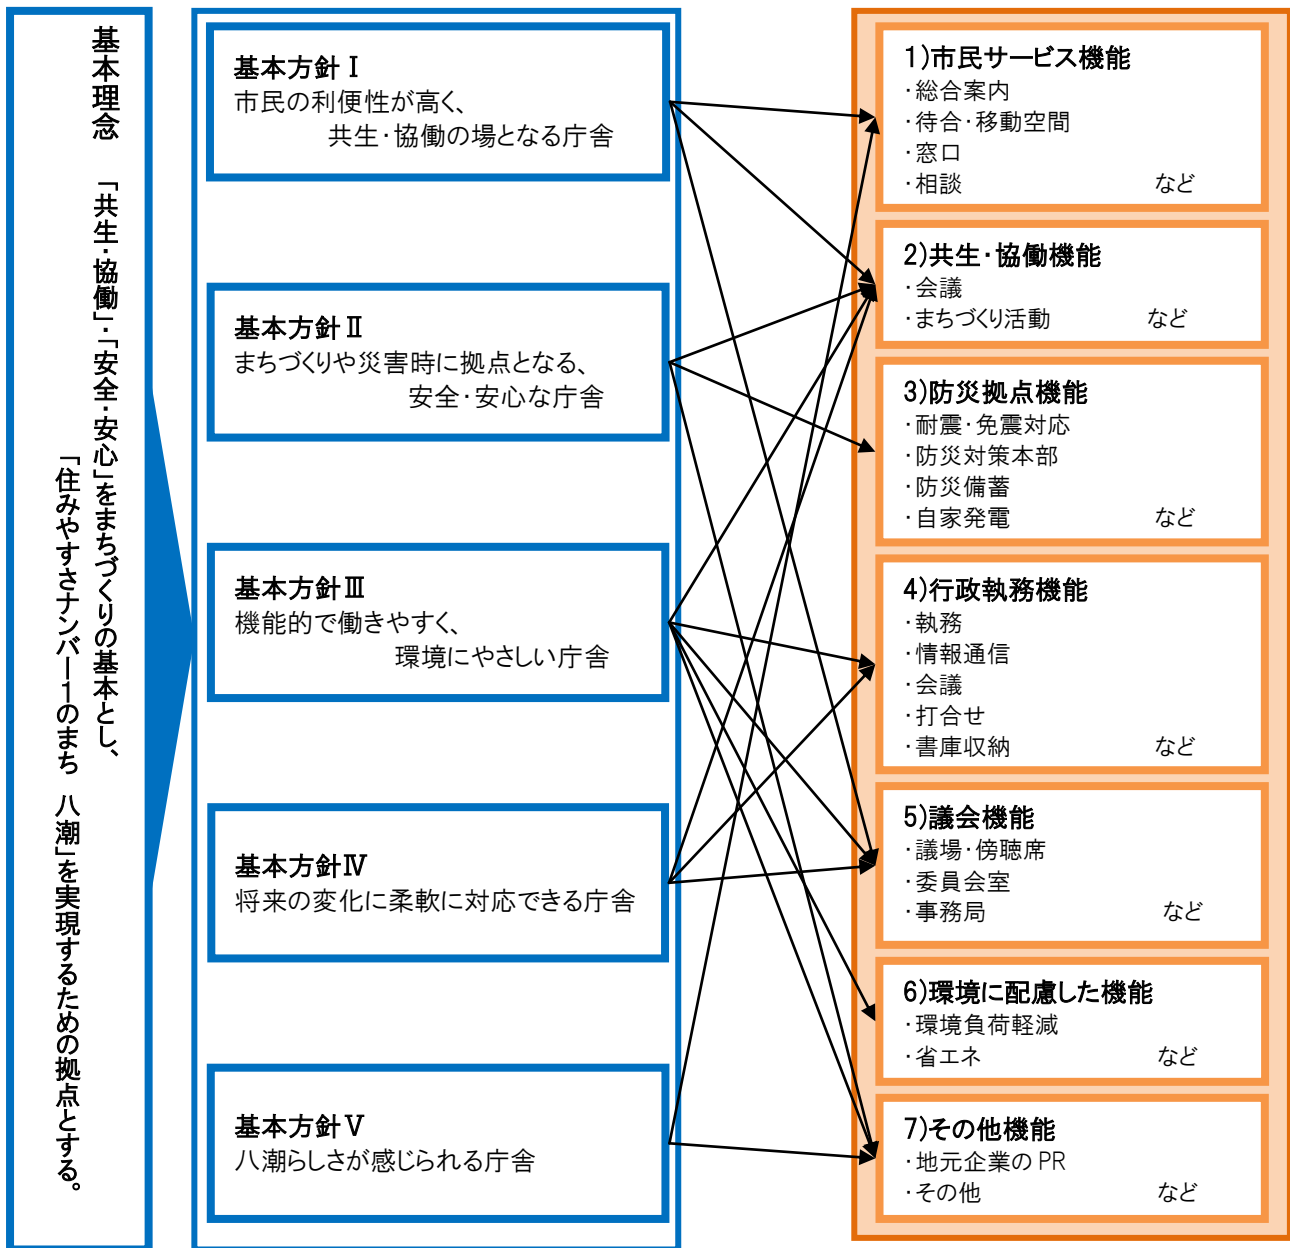 基本理念　「共生・協働」・「安全・安心」をまちづくりの基本とし、
「住みやすさナンバー１のまち　八潮」を実現するための拠点とする。
基本方針Ⅰ
市民の利便性が高く、
共生・協働の場となる庁舎
基本方針Ⅱ
まちづくりや災害時に拠点となる、
安全・安心な庁舎
基本方針Ⅲ
機能的で働きやすく、
環境にやさしい庁舎
基本方針Ⅳ
将来の変化に柔軟に対応できる庁舎
基本方針Ⅴ
八潮らしさが感じられる庁舎
1)市民サービス機能
・総合案内
・待合・移動空間
・窓口
・相談　など
2)共生・協働機能
・会議
・まちづくり活動　など
3)防災拠点機能
・耐震・免震対応
・防災対策本部
・防災備蓄
・自家発電　など
4)行政執務機能
・執務
・情報通信
・会議
・打合せ
・書庫収納　など
5)議会機能
・議場・傍聴席
・委員会室
・事務局　など
6)環境に配慮した機能
・環境負荷軽減
・省エネ　など
7)その他機能
・地元企業の PR
・その他　など